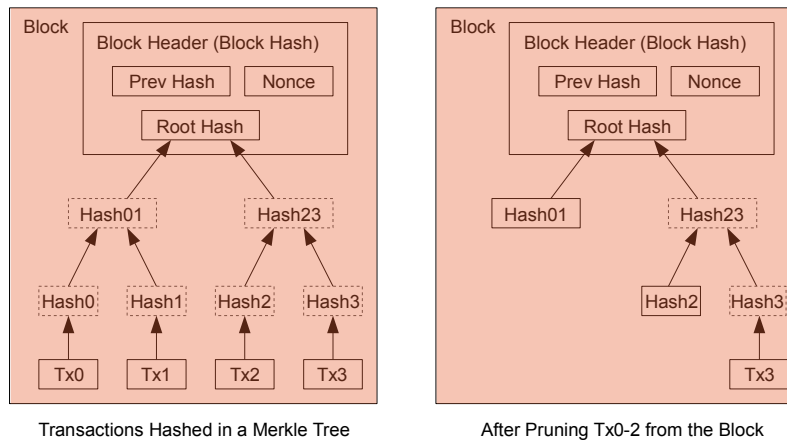 Block
Block Header (Block Hash)
Prev Hash
Nonce
Root Hash
Hash01
Hash23
Hash0
Hash1
Hash2
Hash3
Tx0
Tx1
Tx2
Tx3
Transactions Hashed in a Merkle Tree
Block
Block Header (Block Hash)
Prev Hash
Nonce
Root Hash
Hash01
Hash23
Hash2
Hash3
Tx3
After Pruning Tx0-2 from the Block